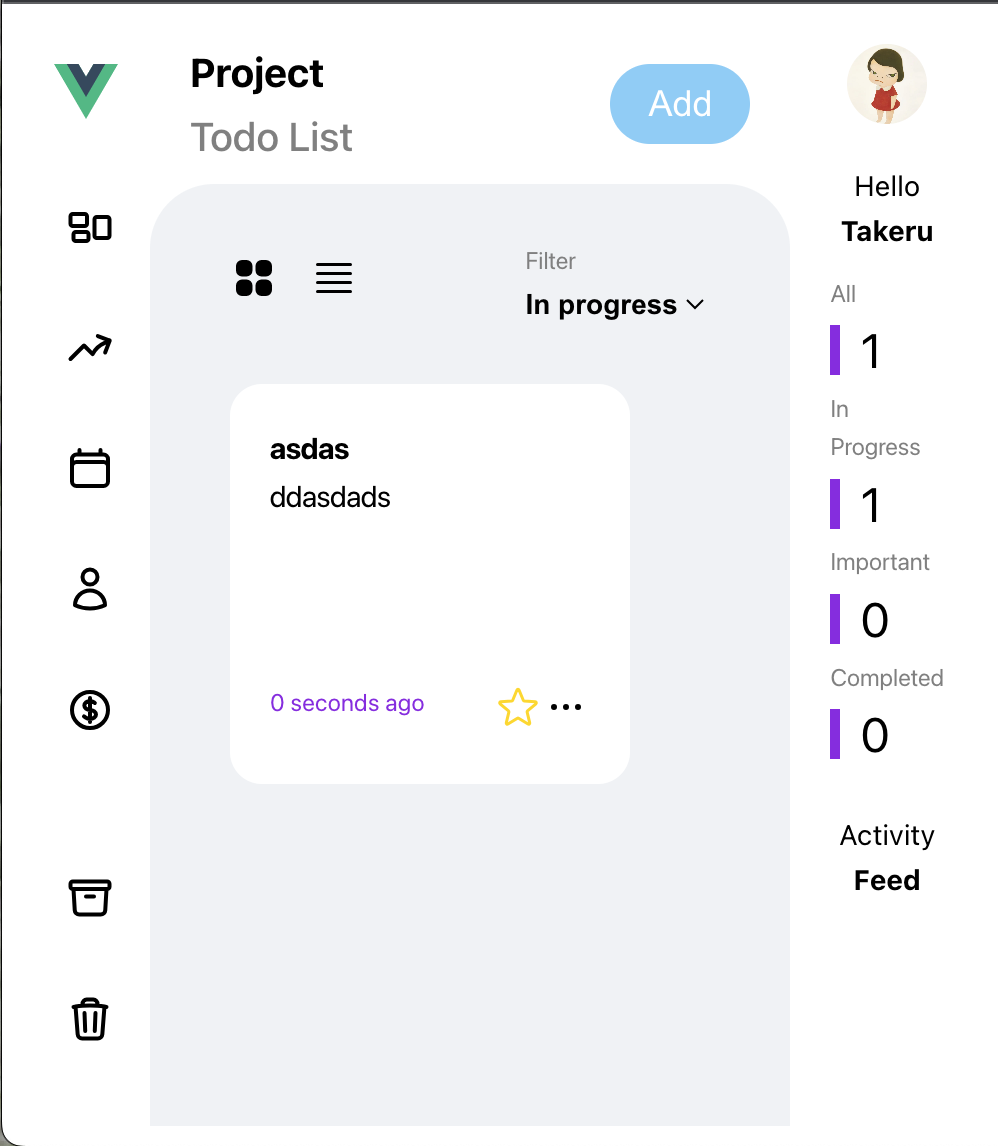 Project
Todo List
Add
Filter
In progress
asdas
ddasdads
0 seconds ago
Hello
Takeru
All
1
In
Progress
1
Important
0
Completed
0
Activity
Feed